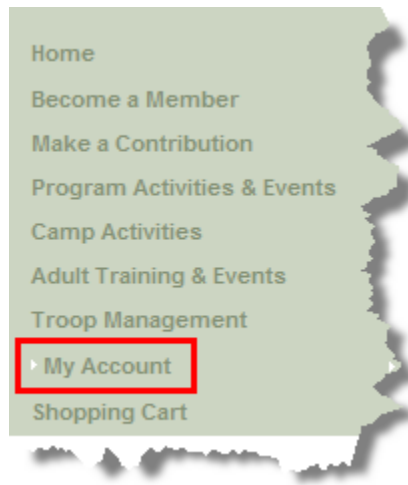 Home
Become a Member
Make a Contribution
Program Activities & Events
Camp Activities
Adult Training & Events
Troop Management
My Account
Shopping Cart